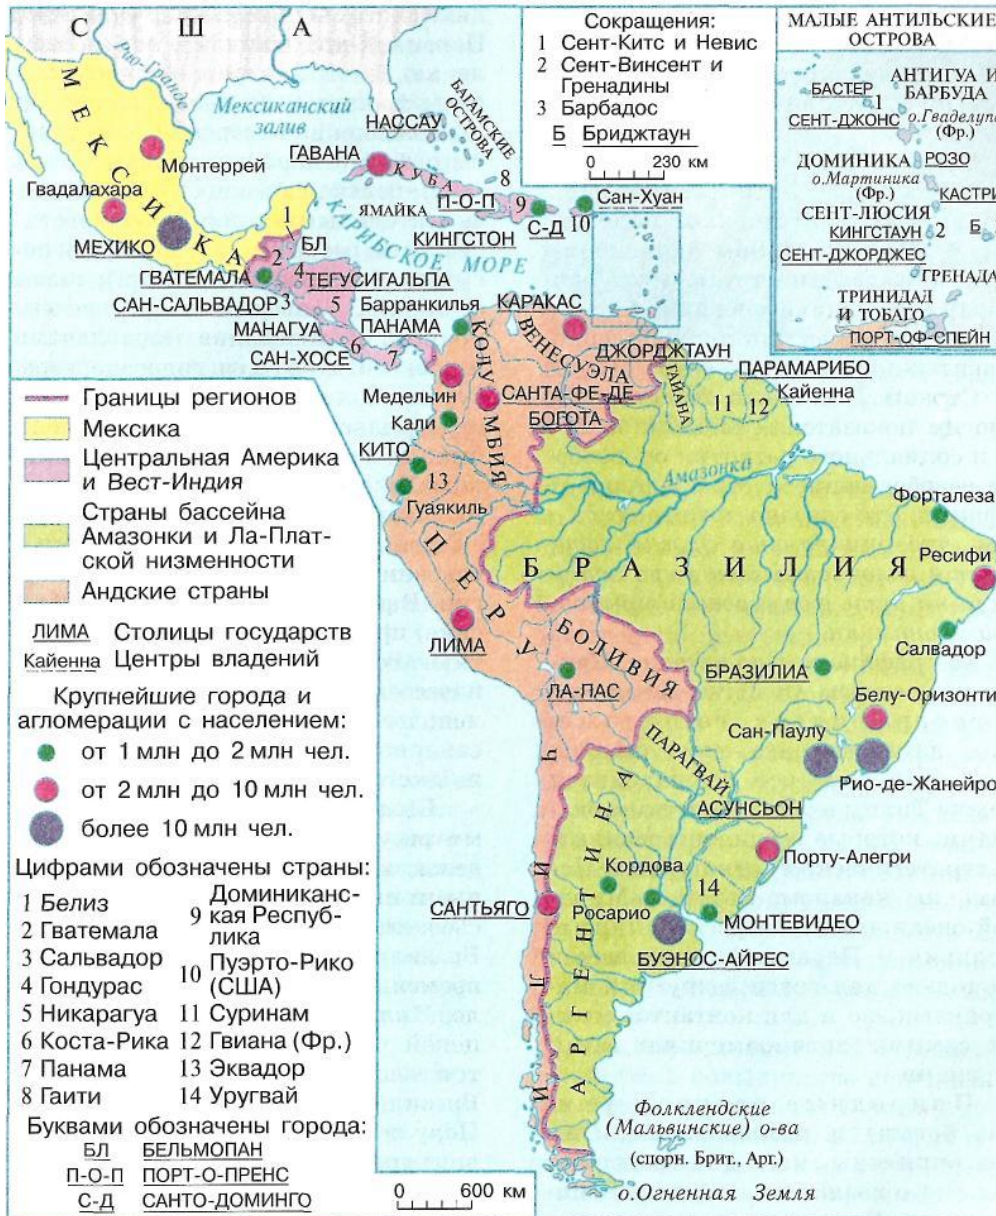 США
Рио-Гранде
МЕКСИКА
Мексиканский
залив
НАССАУ
БАГАМСКИЕ
ОСТРОВА
ГАВАНА
КУБА
Монтеррей
Гвадалахара
МЕХИКО
1
БЛ
2
4
ЯМАЙКА
П-О-П
8
9
Сан-Хуан
С-Д
10
КИНГСТОН
КАРИБСКОЕ МОРЕ
ГВАТЕМАЛА
ТЕГУСИГАЛЬПА
САН-САЛЬВАДОР
3
5
Барранкилья
КАРАКАС
МАНАГУА
ПАНАМА
6
7
САН-ХОСЕ
КОЛУМБИЯ
ВЕНЕСУЭЛА
ДЖОРДЖТАУН
ГАЙАНА
ПАРАМАРИБО
Кайенна
11
12
Медельин
САНТА-ФЕ-ДЕ
БОГОТА
Кали
КИТО
13
Гуаякиль
Амазонка
Форталеза
ПЕРУ
БРАЗИЛИЯ
Ресифи
ЛИМА
БОЛИВИЯ
Салвадор
ЛА-ПАС
БРАЗИЛИА
Белу-Оризонти
Сан-Паулу
Рио-де-Жанейро
ПАРАГВАЙ
АСУНСЬОН
ЧИЛИ
АРГЕНТИНА
Кордова
Порту-Алегри
14
САНТЬЯГО
Росарио
МОНТЕВИДЕО
БУЭНОС-АЙРЕС
Фолклендские
(Мальвинские) о-ва
(спорн. Брит., Арг.)
о.Огненная Земля
0 600 км
Сокращения:
1 Сент-Китс и Невис
2 Сент-Винсент и
Гренадины
3 Барбадос
Б Бриджтаун
0 230 км
МАЛЫЕ АНТИЛЬСКИЕ
ОСТРОВА
АНТИГУА И
БАРБУДА
БАСТЕР
1
СЕНТ-ДЖОНС
о.Гваделупа
(Фр.)
ДОМИНИКА
РОЗО
о.Мартиника
(Фр.)
КАСТРИ
СЕНТ-ЛЮСИЯ
КИНГСТАУН
2
Б
СЕНТ-ДЖОРДЖЕС
ГРЕНАДА
ТРИНИДАД
И ТОБАГО
ПОРТ-ОФ-СПЕЙН
Границы регионов
Мексика
Центральная Америка
и Вест-Индия
Страны бассейна
Амазонки и Ла-Плат-
ской низменности
Андские страны
ЛИМА Столицы государств
Кайенна Центры владений
Крупнейшие города и
агломерации с населением:
от 1 млн до 2 млн чел.
от 2 млн до 10 млн чел.
более 10 млн чел.
Цифрами обозначены страны:
1 Белиз
2 Гватемала
3 Сальвадор
4 Гондурас
5 Никарагуа
6 Коста-Рика
7 Панама
8 Гаити
9 Доминиканс-
кая Респуб-
лика
10 Пуэрто-Рико
(США)
11 Суринам
12 Гвиана (Фр.)
13 Эквадор
14 Уругвай
Буквами обозначены города:
БЛ БЕЛЬМОПАН
П-О-П ПОРТ-О-ПРЕНС
С-Д САНТО-ДОМИНГО